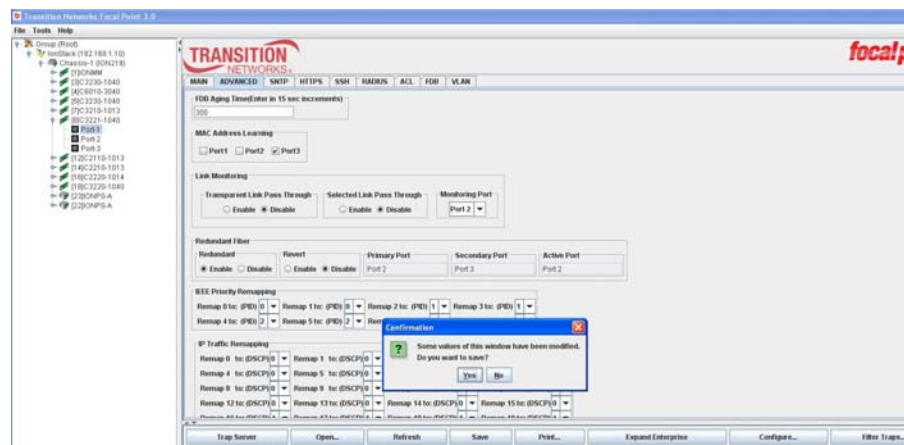 Transition Networks Focal Point 3.0
File Tools Help
Group (Root)
IonStack (192.168.1.10)
Chassis-1 (ION219)
[1]IONMM
[3]C3230-1040
[4]C6010-3040
[5]C3230-1040
[7]C3210-1013
[8]C3221-1040
Port-1
Port-2
Port-3
[12]C2110-1013
[14]C2210-1013
[16]C2220-1014
[18]C3220-1040
[22]IONPS-A
TRANSITION
NETWORKS
focal
MAIN ADVANCED SNTP HTTPS SSH RADIUS ACL FDB VLAN
FDB Aging Time(Enter in 15 sec increments)
300
MAC Address Learning
Port1 Port2 Port3
Link Monitoring
Transparent Link Pass Through Selected Link Pass Through Monitoring Port
Enable Disable Enable Disable Port 2
Redundant Fiber
Redundant Revert Primary Port Secondary Port Active Port
Enable Disable Enable Disable Port 2 Port 3 Port 2
IEEE Priority Remapping
Remap 0 to: (PID) 0 Remap 1 to: (PID) 0 Remap 2 to: (PID) 1 Remap 3 to: (PID) 1
Remap 4 to: (PID) 2 Remap 5 to: (PID) 2
Confirmation
Some values of this window have been modified.
Do you want to save?
Yes No
IP Traffic Remapping
Remap 0 to: (DSCP) 0 Remap 1 to: (DSCP) 0
Remap 4 to: (DSCP) 0 Remap 5 to: (DSCP) 0
Remap 8 to: (DSCP) 0 Remap 9 to: (DSCP) 0
Remap 12 to: (DSCP) 0 Remap 13 to: (DSCP) 0 Remap 14 to: (DSCP) 0 Remap 15 to: (DSCP) 0
Trap Server Open... Refresh Save Print... Expand Enterprise Configure... Filter Traps...